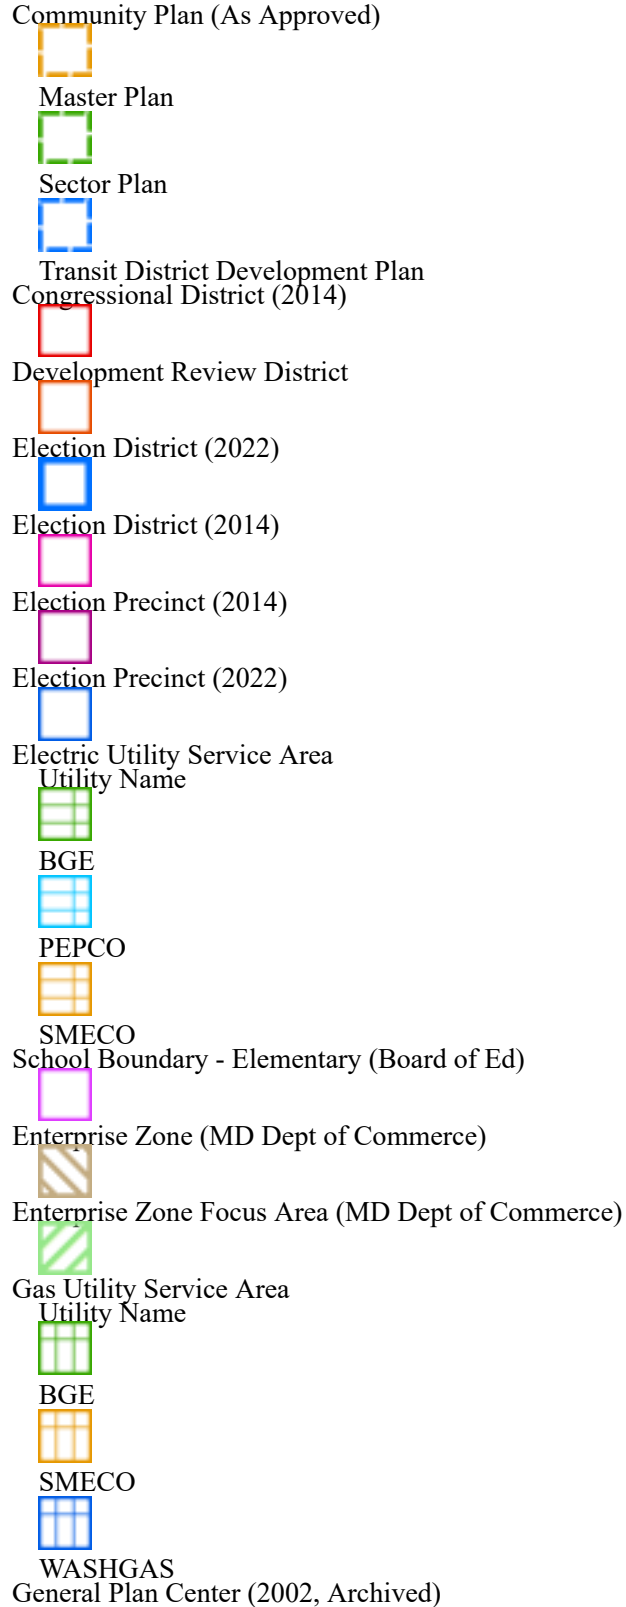 Community Plan (As Approved)
Master Plan
Sector Plan
Transit District Development Plan
Congressional District (2014)
Development Review District
Election District (2022)
Election District (2014)
Election Precinct (2014)
Election Precinct (2022)
Electric Utility Service Area
Utility Name
BGE
PEPCO
SMECO
School Boundary - Elementary (Board of Ed)
Enterprise Zone (MD Dept of Commerce)
Enterprise Zone Focus Area (MD Dept of Commerce)
Gas Utility Service Area
Utility Name
BGE
SMECO
WASHGAS
General Plan Center (2002, Archived)